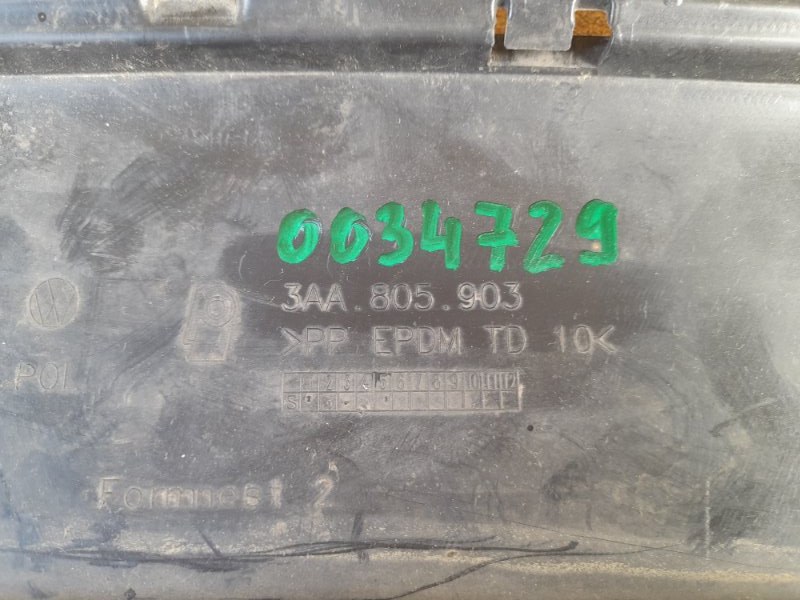 0034729
3AA.805.903
>PP EPDM TD 10<
P01
Formnest 2